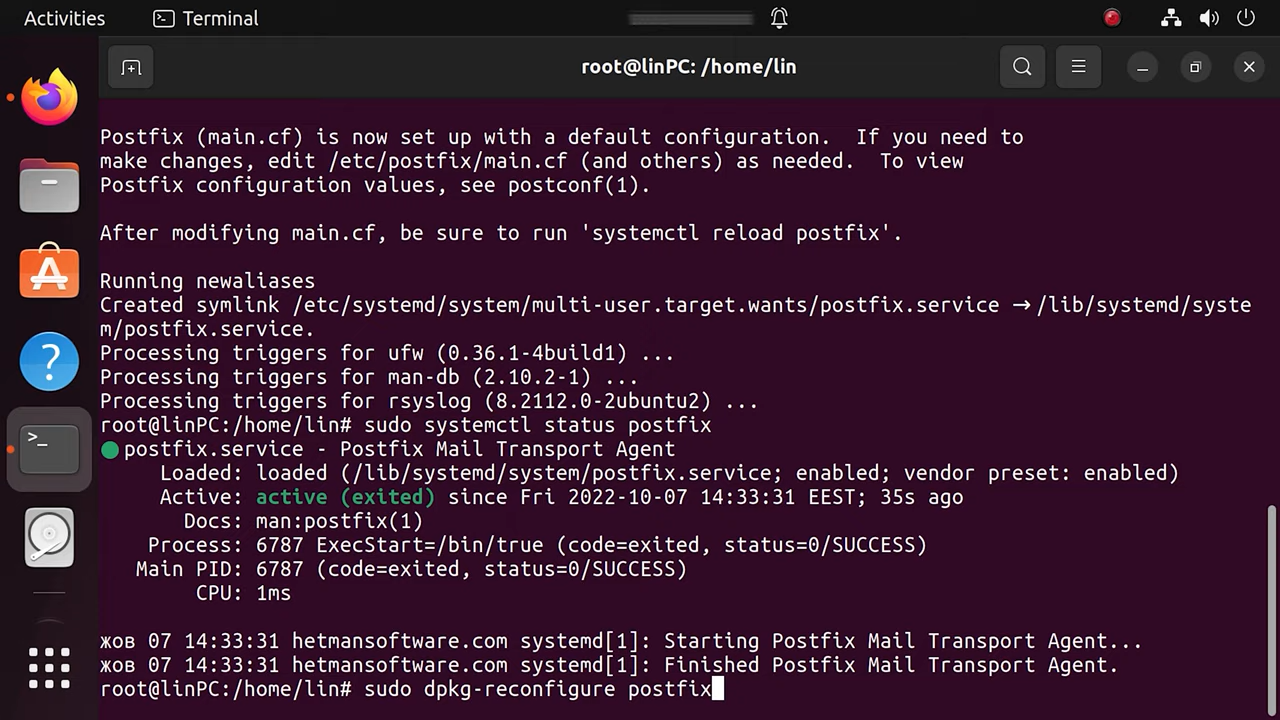 Activities
Terminal
root@linPC: /home/lin
Postfix (main.cf) is now set up with a default configuration.  If you need to
make changes, edit /etc/postfix/main.cf (and others) as needed.  To view
Postfix configuration values, see postconf(1).
After modifying main.cf, be sure to run 'systemctl reload postfix'.
Running newaliases
Created symlink /etc/systemd/system/multi-user.target.wants/postfix.service → /lib/systemd/syste
m/postfix.service.
Processing triggers for ufw (0.36.1-4build1) ...
Processing triggers for man-db (2.10.2-1) ...
Processing triggers for rsyslog (8.2112.0-2ubuntu2) ...
root@linPC:/home/lin# sudo systemctl status postfix
● postfix.service - Postfix Mail Transport Agent
Loaded: loaded (/lib/systemd/system/postfix.service; enabled; vendor preset: enabled)
Active: active (exited) since Fri 2022-10-07 14:33:31 EEST; 35s ago
Docs: man:postfix(1)
Process: 6787 ExecStart=/bin/true (code=exited, status=0/SUCCESS)
Main PID: 6787 (code=exited, status=0/SUCCESS)
CPU: 1ms
жов 07 14:33:31 hetmansoftware.com systemd[1]: Starting Postfix Mail Transport Agent...
жов 07 14:33:31 hetmansoftware.com systemd[1]: Finished Postfix Mail Transport Agent.
root@linPC:/home/lin# sudo dpkg-reconfigure postfix